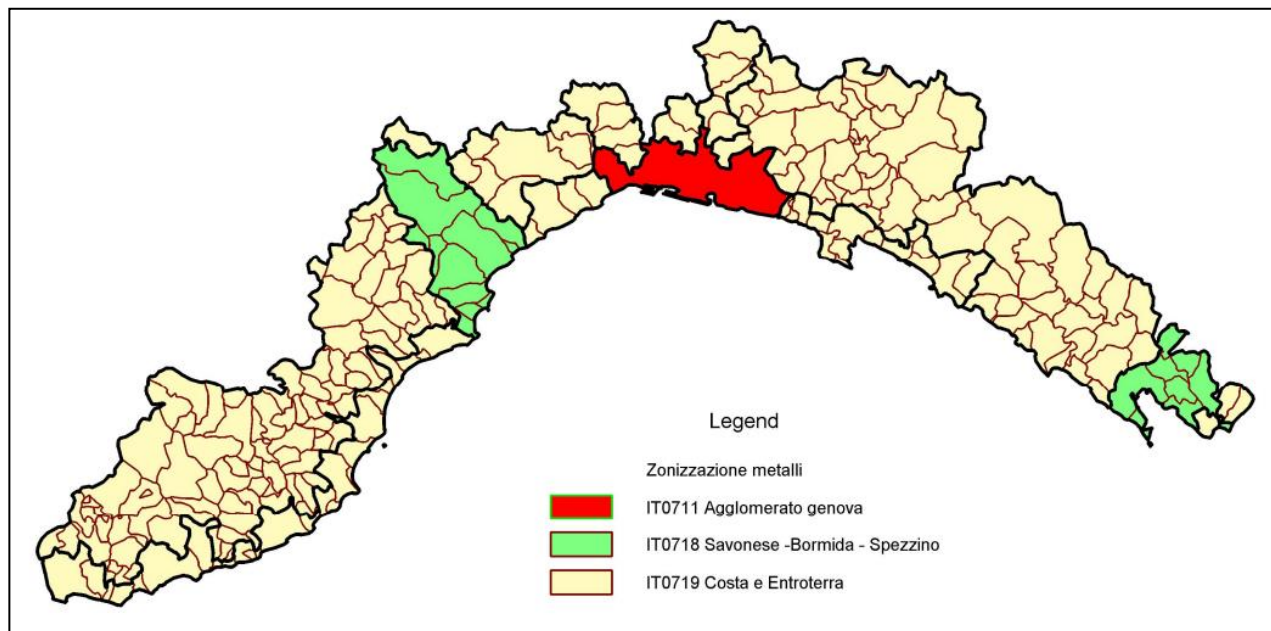 Legend
Zonizzazione metalli
IT0711 Agglomerato genova
IT0718 Savonese -Bormida - Spezzino
IT0719 Costa e Entroterra